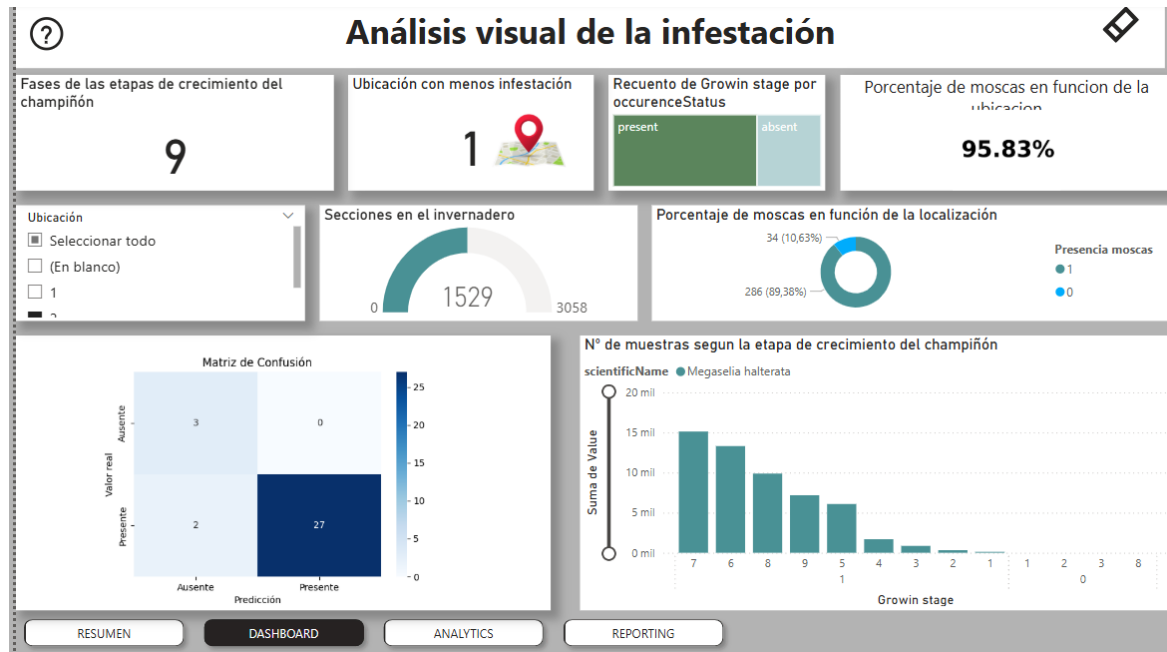 ?
Análisis visual de la infestación
Fases de las etapas de crecimiento del
champiñón
9
Ubicación con menos infestación
1
Recuento de Growin stage por
occurenceStatus
present
absent
Porcentaje de moscas en funcion de la
ubicacion
95.83%
Ubicación
Seleccionar todo
(En blanco)
1
Secciones en el invernadero
0
1529
3058
Porcentaje de moscas en función de la localización
34 (10,63%)
286 (89,38%)
Presencia moscas
1
0
Matriz de Confusión
Valor real
Ausente
Presente
3
0
2
27
Ausente
Presente
Predicción
25
20
15
10
5
0
Nº de muestras segun la etapa de crecimiento del champiñón
scientificName Megaselia halterata
Suma de Value
20 mil
15 mil
10 mil
5 mil
0 mil
7 6 8 9 5 4 3 2 1 1 2 3 8
1 0
Growin stage
RESUMEN
DASHBOARD
ANALYTICS
REPORTING